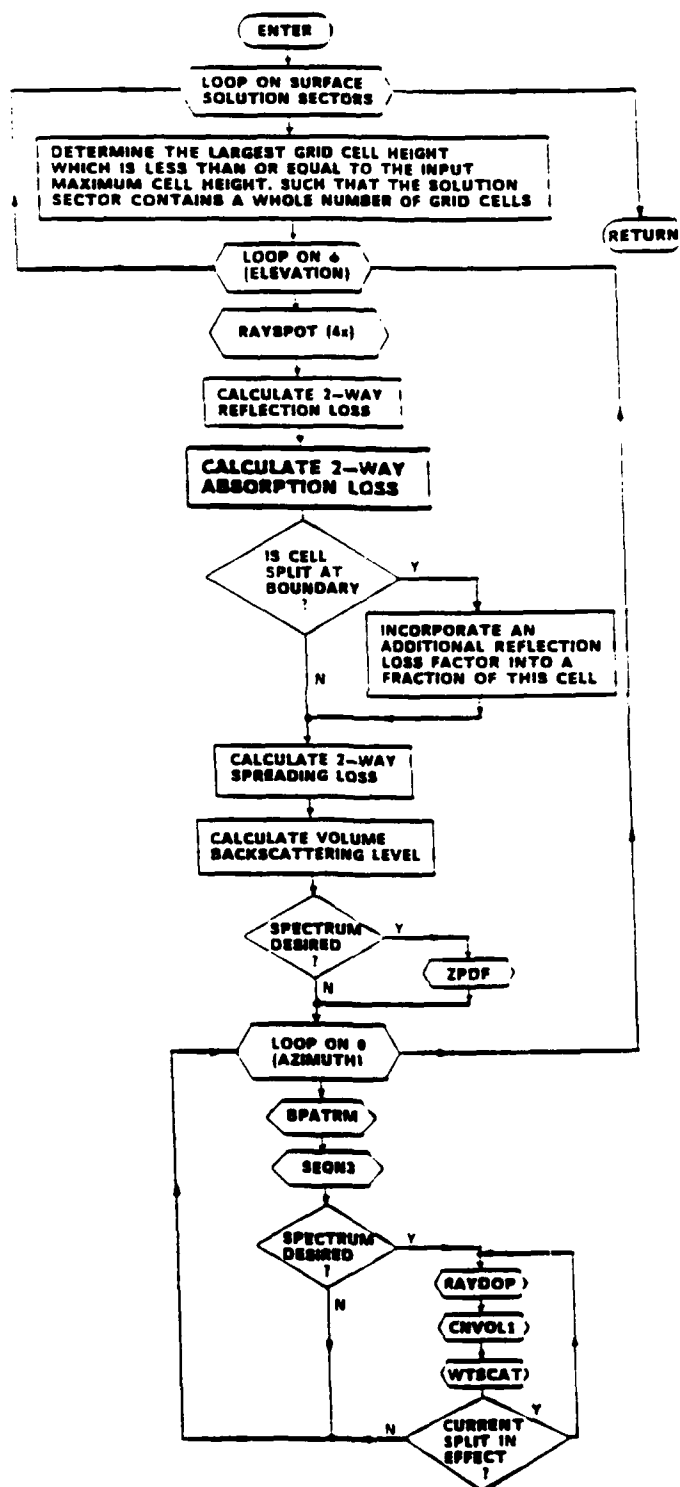 ENTER
LOOP ON SURFACE
SOLUTION SECTORS
DETERMINE THE LARGEST GRID CELL HEIGHT
WHICH IS LESS THAN OR EQUAL TO THE INPUT
MAXIMUM CELL HEIGHT. SUCH THAT THE SOLUTION
SECTOR CONTAINS A WHOLE NUMBER OF GRID CELLS
RETURN
LOOP ON ϕ
(ELEVATION)
RAYSPOT (4x)
CALCULATE 2-WAY
REFLECTION LOSS
CALCULATE 2-WAY
ABSORPTION LOSS
IS CELL
SPLIT AT
BOUNDARY
?
Y
INCORPORATE AN
ADDITIONAL REFLECTION
LOSS FACTOR INTO A
FRACTION OF THIS CELL
N
CALCULATE 2-WAY
SPREADING LOSS
CALCULATE VOLUME
BACKSCATTERING LEVEL
SPECTRUM
DESIRED
?
Y
ZPDF
N
LOOP ON θ
(AZIMUTH)
BPATRM
SEQN3
SPECTRUM
DESIRED
?
Y
N
RAYDOP
CNVOL1
WTSCAT
N
CURRENT
SPLIT IN
EFFECT
?
Y